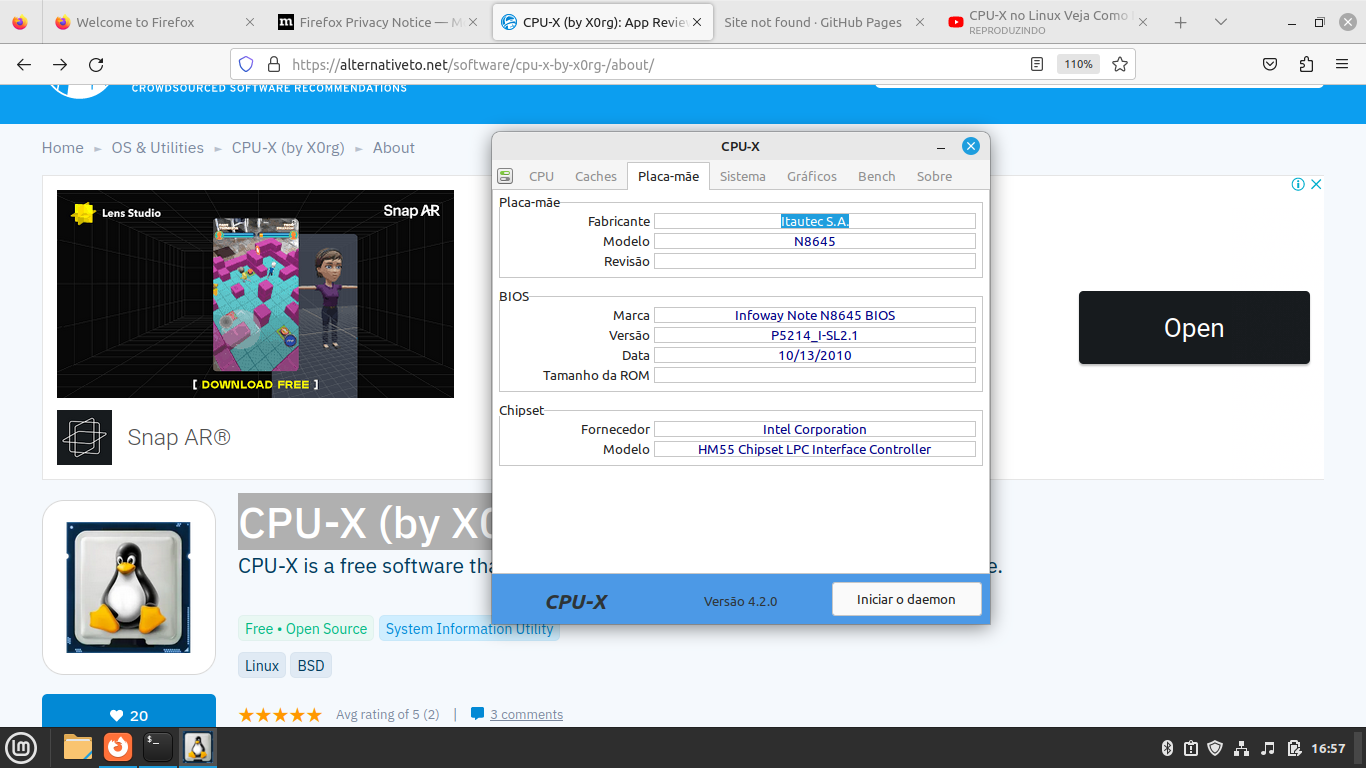 Welcome to Firefox
Firefox Privacy Notice — M
CPU-X (by X0rg): App Revie
Site not found · GitHub Pages
CPU-X no Linux Veja Como
REPRODUZINDO
https://alternativeto.net/software/cpu-x-by-x0rg-/about/
110%
CROWDSOURCED SOFTWARE RECOMMENDATIONS
Home ► OS & Utilities ► CPU-X (by X0rg) ► About
Lens Studio
Snap AR
[ DOWNLOAD FREE ]
Snap AR®
Open
CPU-X
CPU Caches Placa-mãe Sistema Gráficos Bench Sobre
Placa-mãe
Fabricante Itautec S.A.
Modelo N8645
Revisão
BIOS
Marca Infoway Note N8645 BIOS
Versão P5214_I-SL2.1
Data 10/13/2010
Tamanho da ROM
Chipset
Fornecedor Intel Corporation
Modelo HM55 Chipset LPC Interface Controller
CPU-X Versão 4.2.0 Iniciar o daemon
CPU-X (by X0
CPU-X is a free software tha
e.
Free • Open Source System Information Utility
Linux BSD
20
Avg rating of 5 (2) | 3 comments
16:57